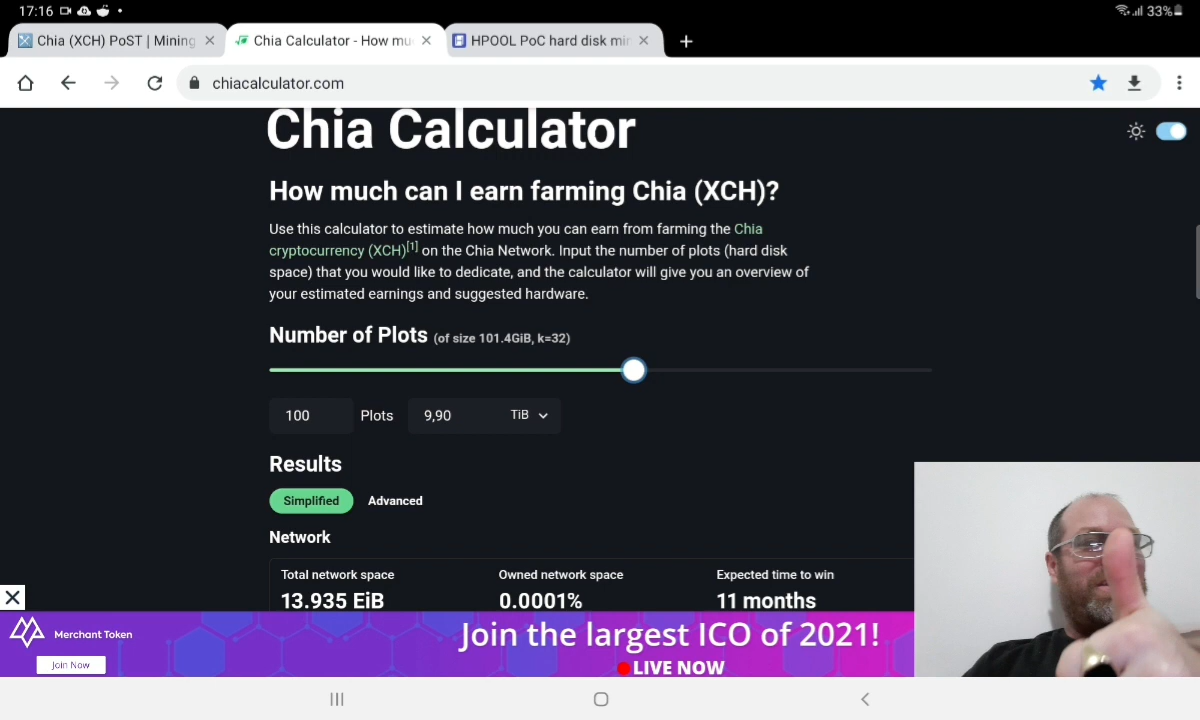 17:16
33%
Chia (XCH) PoST | Mining
Chia Calculator - How mu
HPOOL PoC hard disk min
chiacalculator.com
Chia Calculator
How much can I earn farming Chia (XCH)?
Use this calculator to estimate how much you can earn from farming the Chia
cryptocurrency (XCH)[1] on the Chia Network. Input the number of plots (hard disk
space) that you would like to dedicate, and the calculator will give you an overview of
your estimated earnings and suggested hardware.
Number of Plots (of size 101.4GiB, k=32)
100 Plots 9,90 TiB
Results
Simplified Advanced
Network
Total network space Owned network space Expected time to win
13.935 EiB 0.0001% 11 months
Merchant Token
Join Now
Join the largest ICO of 2021!
LIVE NOW